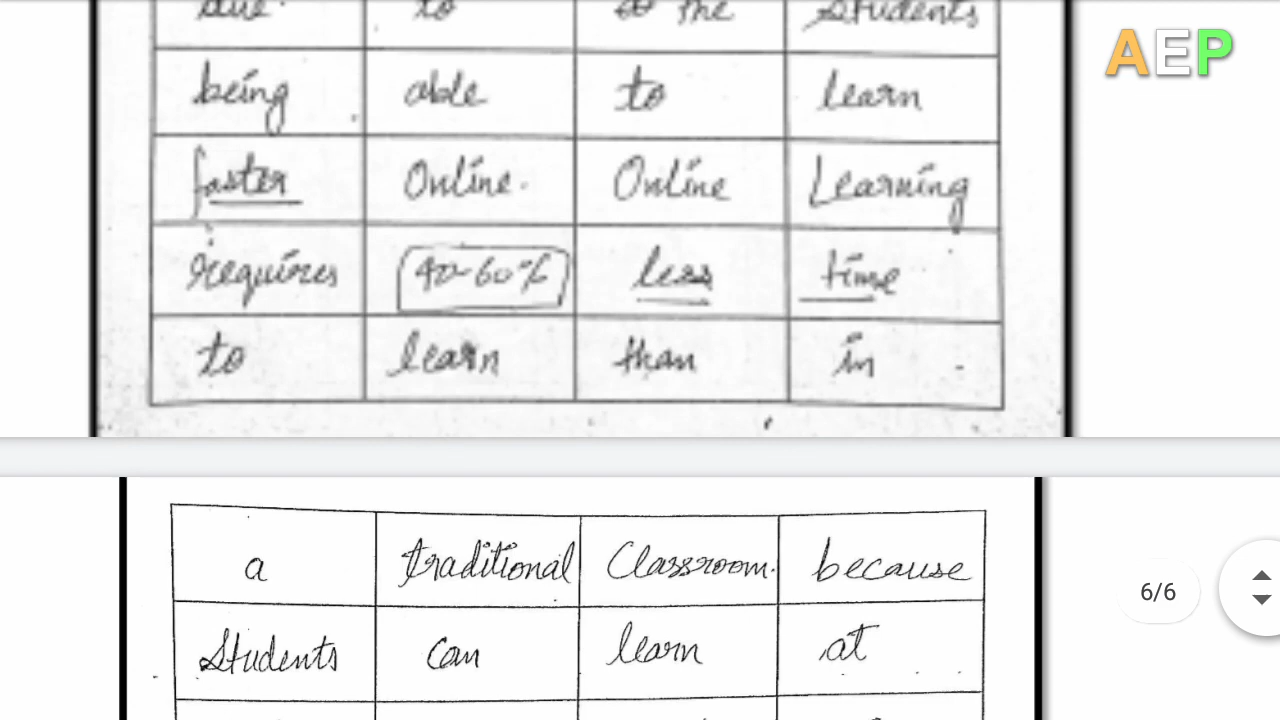 due to the Students
AEP
being able to learn
faster Online. Online Learning
requires 40-60% less time
to learn than in
a traditional Classroom. because
6/6
Students can learn at